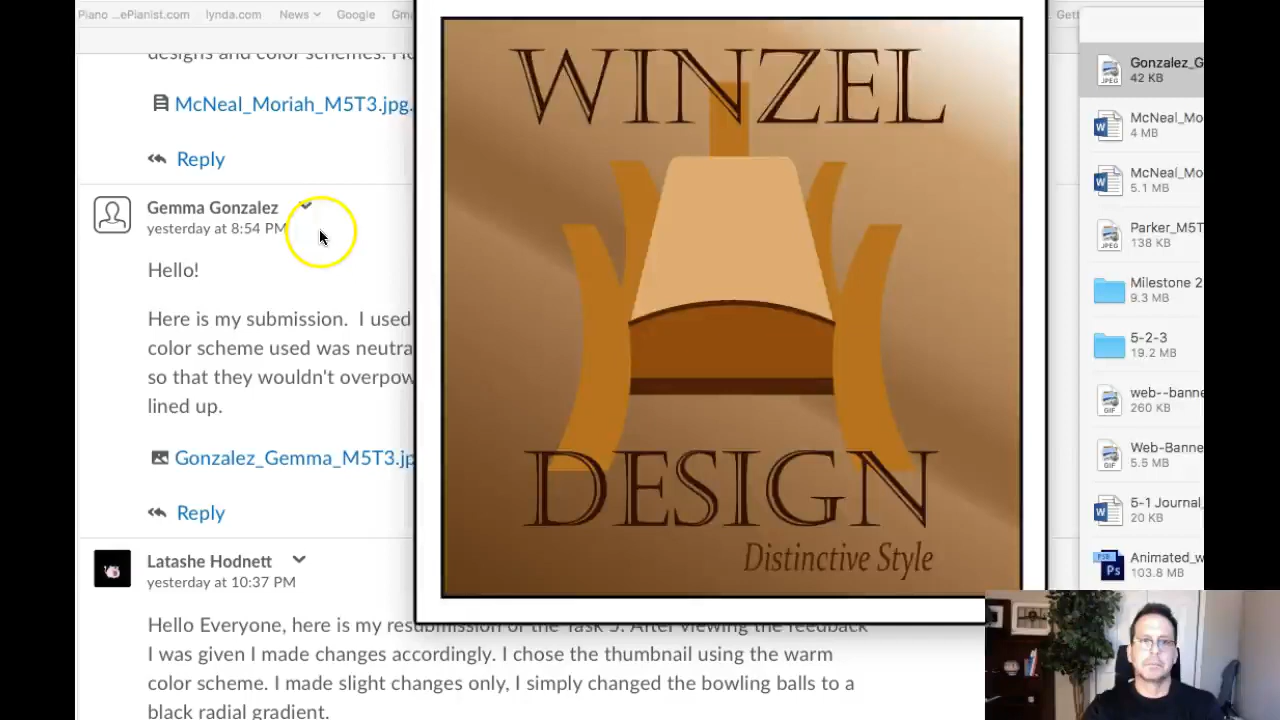 Piano ...ePianist.com lynda.com News Google
designs and color schemes.
McNeal_Moriah_M5T3.jpg.
Reply
Gemma Gonzalez
yesterday at 8:54 PM
Hello!
Here is my submission. I used
color scheme used was neutra
so that they wouldn't overpow
lined up.
Gonzalez_Gemma_M5T3.jp
Reply
Latashe Hodnett
yesterday at 10:37 PM
Hello Everyone, here is my resubmission of the Task 5. After viewing the feedback
I was given I made changes accordingly. I chose the thumbnail using the warm
color scheme. I made slight changes only, I simply changed the bowling balls to a
black radial gradient.
WINZEL
DESIGN
Distinctive Style
Gonzalez_G
JPEG
42 KB
McNeal_Mo
4 MB
McNeal_Mo
5.1 MB
Parker_M5T
JPEG
138 KB
Milestone 2
9.3 MB
5-2-3
19.2 MB
web--banne
GIF
260 KB
Web-Banne
GIF
5.5 MB
5-1 Journal_
20 KB
Animated_w
Ps
103.8 MB